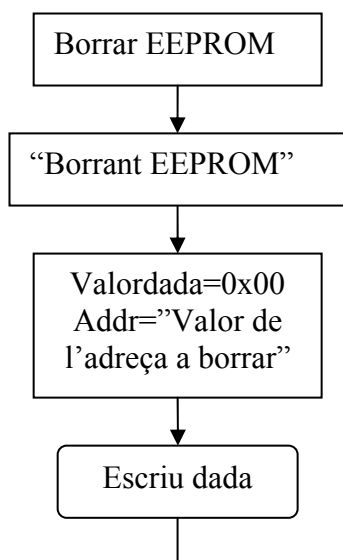 Borrar EEPROM
“Borrant EEPROM”
Valordada=0x00
Addr=”Valor de
l’adreça a borrar”
Escriu dada